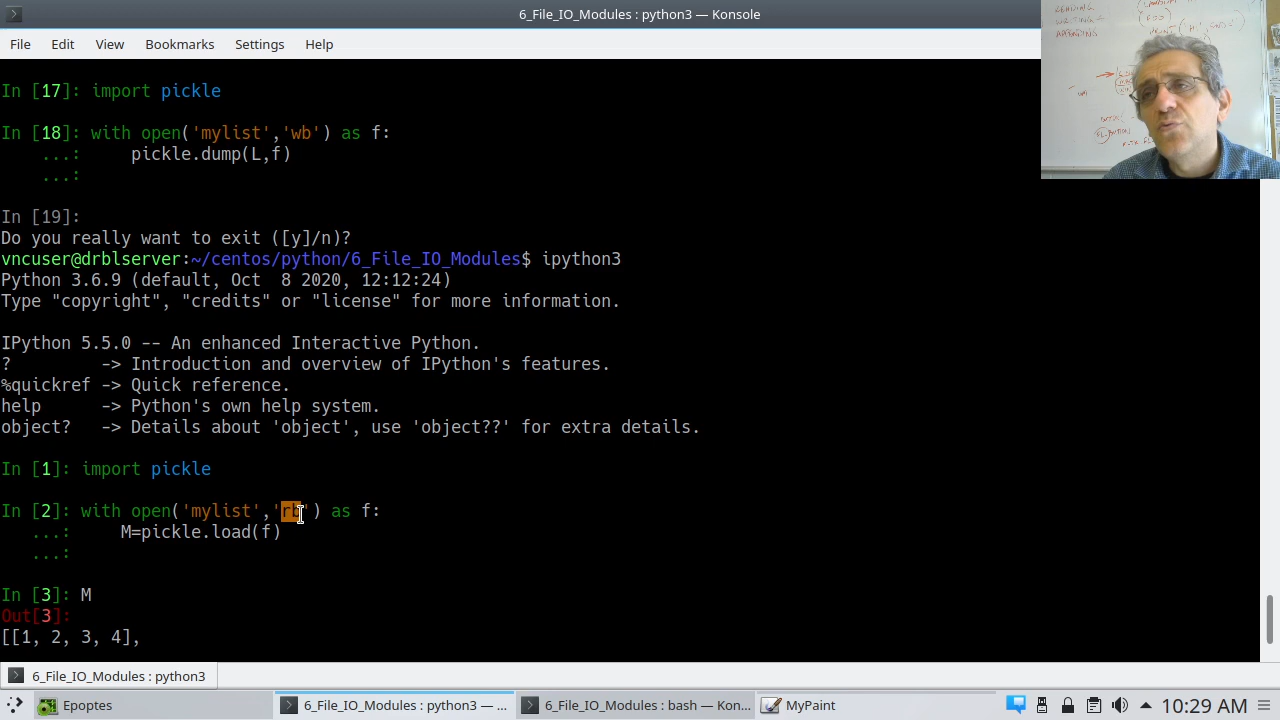 6_File_IO_Modules : python3 — Konsole
File Edit View Bookmarks Settings Help
In [17]: import pickle
In [18]: with open('mylist','wb') as f:
...: pickle.dump(L,f)
...:
In [19]:
Do you really want to exit ([y]/n)?
vncuser@drblserver:~/centos/python/6_File_IO_Modules$ ipython3
Python 3.6.9 (default, Oct  8 2020, 12:12:24)
Type "copyright", "credits" or "license" for more information.
IPython 5.5.0 -- An enhanced Interactive Python.
? -> Introduction and overview of IPython's features.
%quickref -> Quick reference.
help -> Python's own help system.
object? -> Details about 'object', use 'object??' for extra details.
In [1]: import pickle
In [2]: with open('mylist','rb') as f:
...: M=pickle.load(f)
...:
In [3]: M
Out[3]:
[[1, 2, 3, 4],
6_File_IO_Modules : python3
Epoptes
6_File_IO_Modules : python3 — ...
6_File_IO_Modules : bash — Kon...
MyPaint
10:29 AM
READING
WRITING +
APPENDING